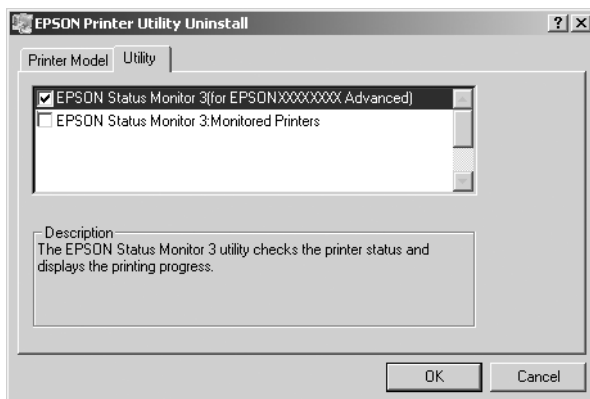 EPSON Printer Utility Uninstall
Printer Model Utility
EPSON Status Monitor 3(for EPSONXXXXXXXX Advanced)
EPSON Status Monitor 3:Monitored Printers
Description
The EPSON Status Monitor 3 utility checks the printer status and
displays the printing progress.
OK Cancel